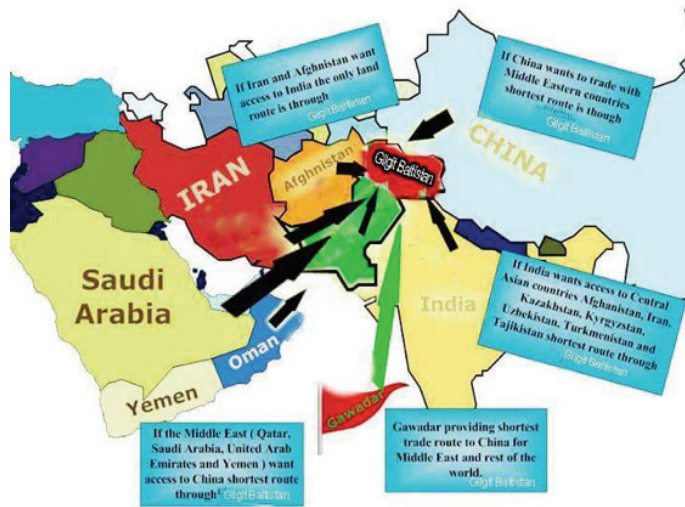 If Iran and Afghnistan want
access to India the only land
route is through
Gilgit Baltistan
If China wants to trade with
Middle Eastern countries
shortest route is though
Gilgit Baltistan
CHINA
IRAN
Afghnistan
Gilgit Baltistan
Saudi
Arabia
India
Oman
Yemen
If India wants access to Central
Asian countries Afghanistan, Iran,
Kazakhstan, Kyrgyzstan,
Uzbekistan, Turkmenistan and
Tajikistan shortest route through
Gilgit Baltistan
Gawadar
If the Middle East ( Qatar,
Saudi Arabia, United Arab
Emirates and Yemen ) want
access to China shortest route
through Gilgit Baltistan
Gawadar providing shortest
trade route to China for
Middle East and rest of the
world.
Gilgit Baltistan